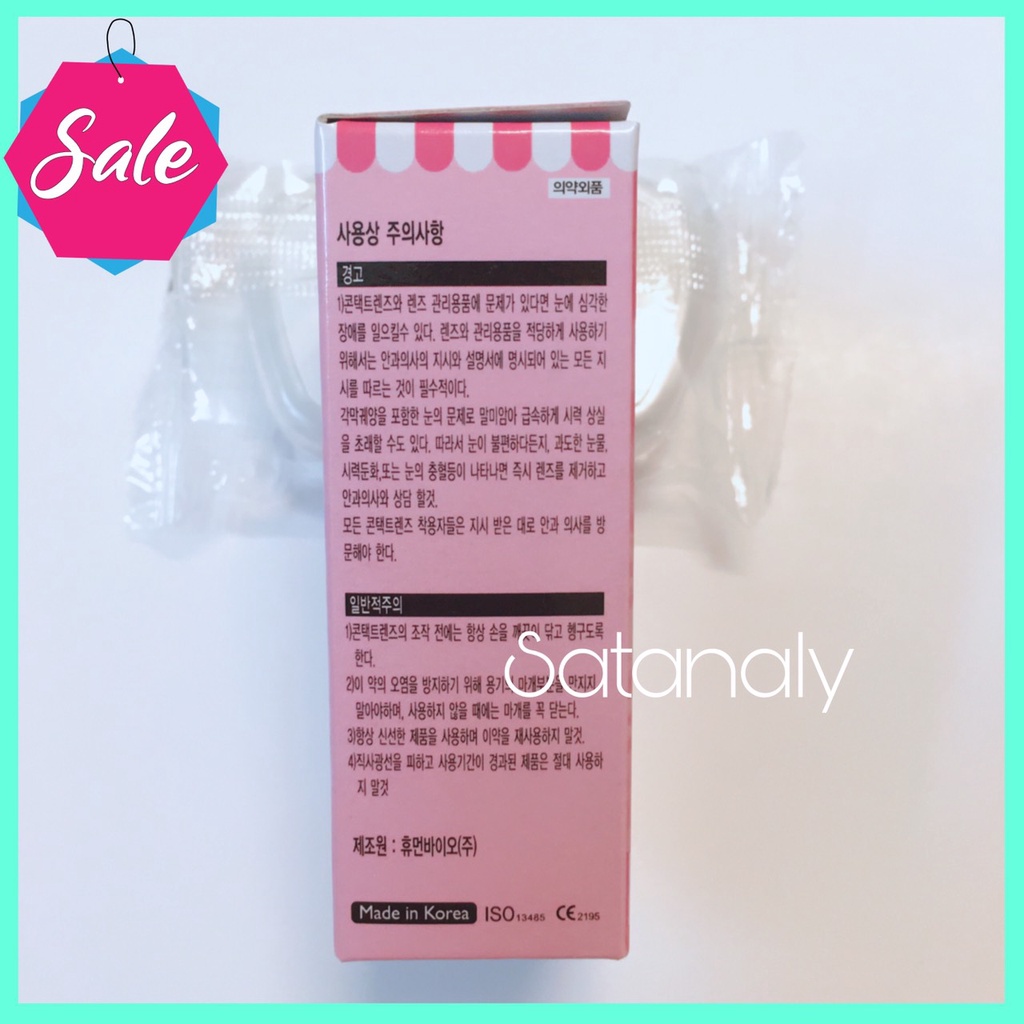 Sale
의약외품
사용상 주의사항
경고
1)콘택트렌즈와 렌즈 관리용품에 문제가 있다면 눈에 심각한
장애를 일으킬수 있다. 렌즈와 관리용품을 적당하게 사용하기
위해서는 안과의사의 지시와 설명서에 명시되어 있는 모든 지
시를 따르는 것이 필수적이다.
각막궤양을 포함한 눈의 문제로 말미암아 급속하게 시력 상실
을 초래할 수도 있다. 따라서 눈이 불편하다든지, 과도한 눈물,
시력둔화,또는 눈의 충혈등이 나타나면 즉시 렌즈를 제거하고
안과의사와 상담 할것.
모든 콘택트렌즈 착용자들은 지시 받은 대로 안과 의사를 방
문해야 한다.
일반적주의
1)콘택트렌즈의 조작 전에는 항상 손을 깨끗이 닦고 헹구도록
한다.
Satanaly
2)이 약의 오염을 방지하기 위해 용기의 마개부분을 만지지
말아야하며, 사용하지 않을 때에는 마개를 꼭 닫는다.
3)항상 신선한 제품을 사용하며 이약을 재사용하지 말것.
4)직사광선을 피하고 사용기간이 경과된 제품은 절대 사용하
지 말것
제조원 : 휴먼바이오(주)
Made in Korea ISO 13485 CE 2195